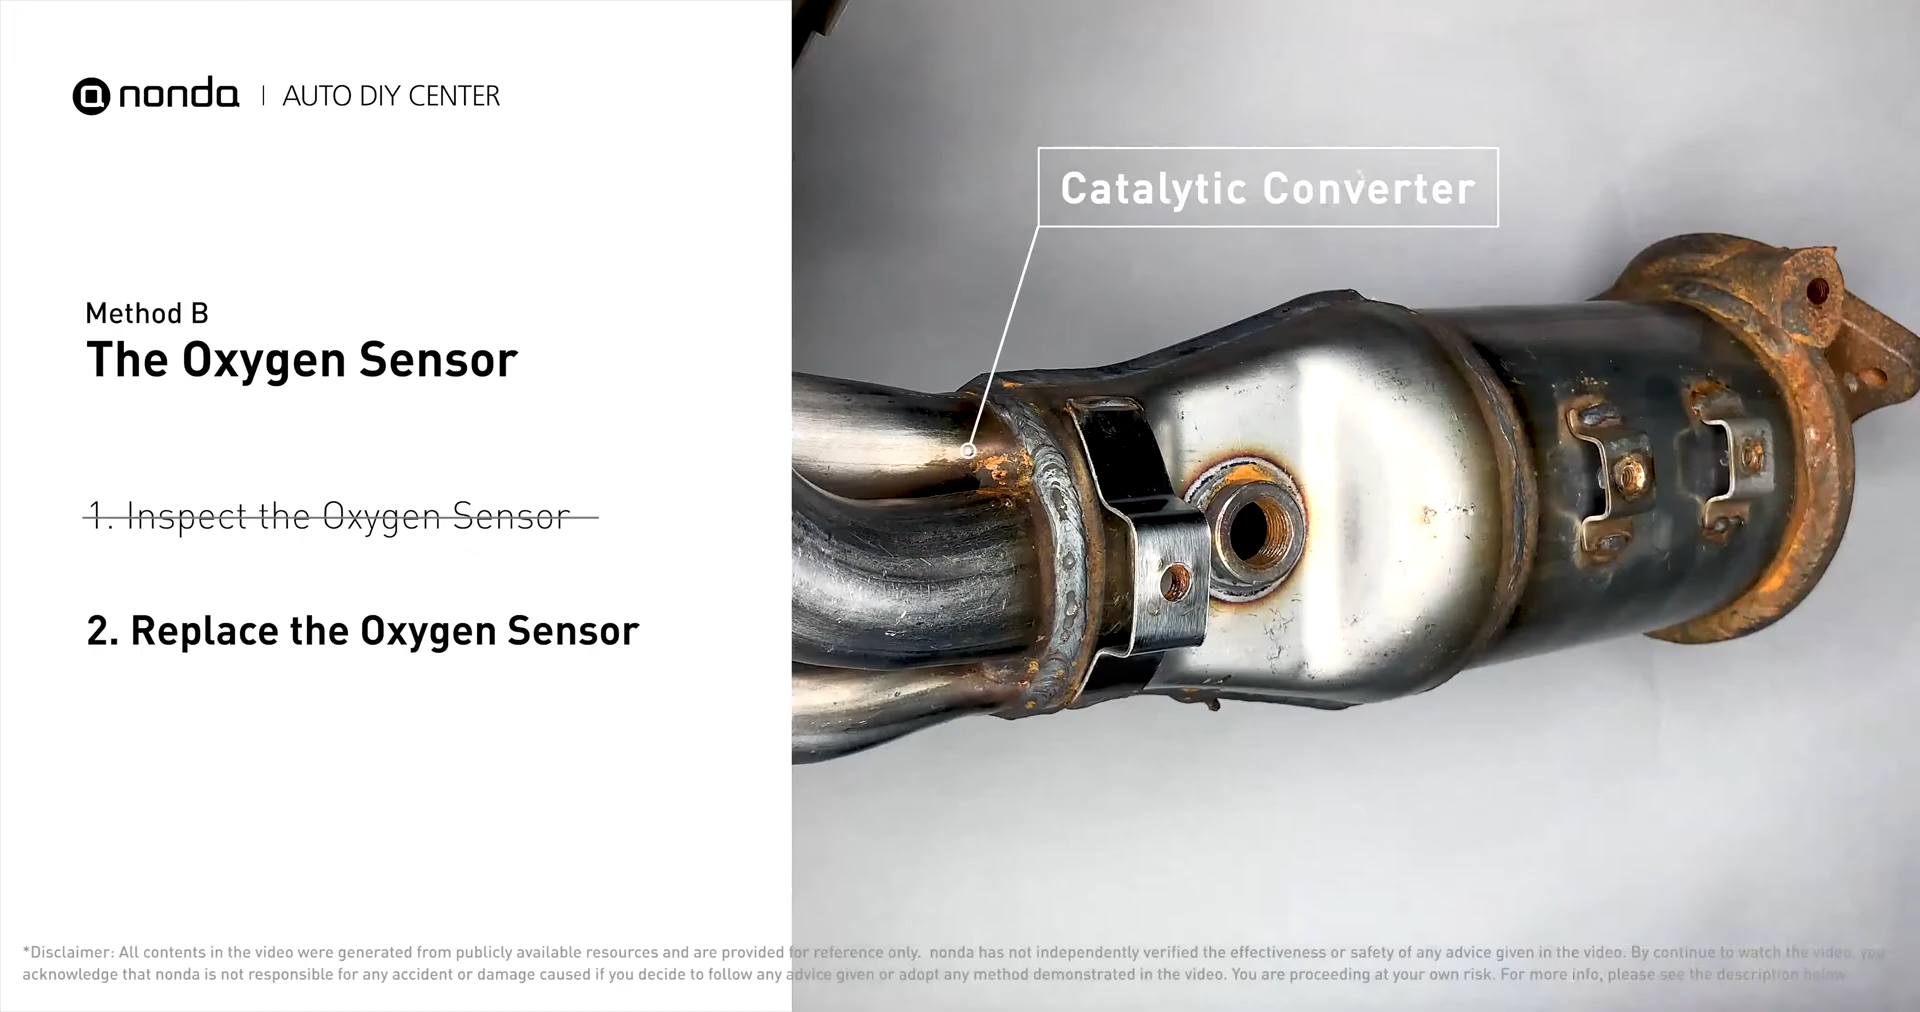 nonda | AUTO DIY CENTER
Catalytic Converter
Method B
The Oxygen Sensor
1. Inspect the Oxygen Sensor
2. Replace the Oxygen Sensor
*Disclaimer: All contents in the video were generated from publicly available resources and are provided for reference only. nonda has not independently verified the effectiveness or safety of any advice given in the video. By continue to watch the video, you
acknowledge that nonda is not responsible for any accident or damage caused if you decide to follow any advice given or adopt any method demonstrated in the video. You are proceeding at your own risk. For more info, please see the description below.